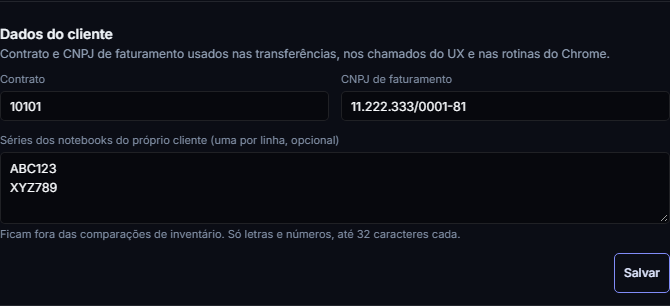 Dados do cliente
Contrato e CNPJ de faturamento usados nas transferências, nos chamados do UX e nas rotinas do Chrome.
Contrato
CNPJ de faturamento
10101
11.222.333/0001-81
Séries dos notebooks do próprio cliente (uma por linha, opcional)
ABC123
XYZ789
Ficam fora das comparações de inventário. Só letras e números, até 32 caracteres cada.
Salvar